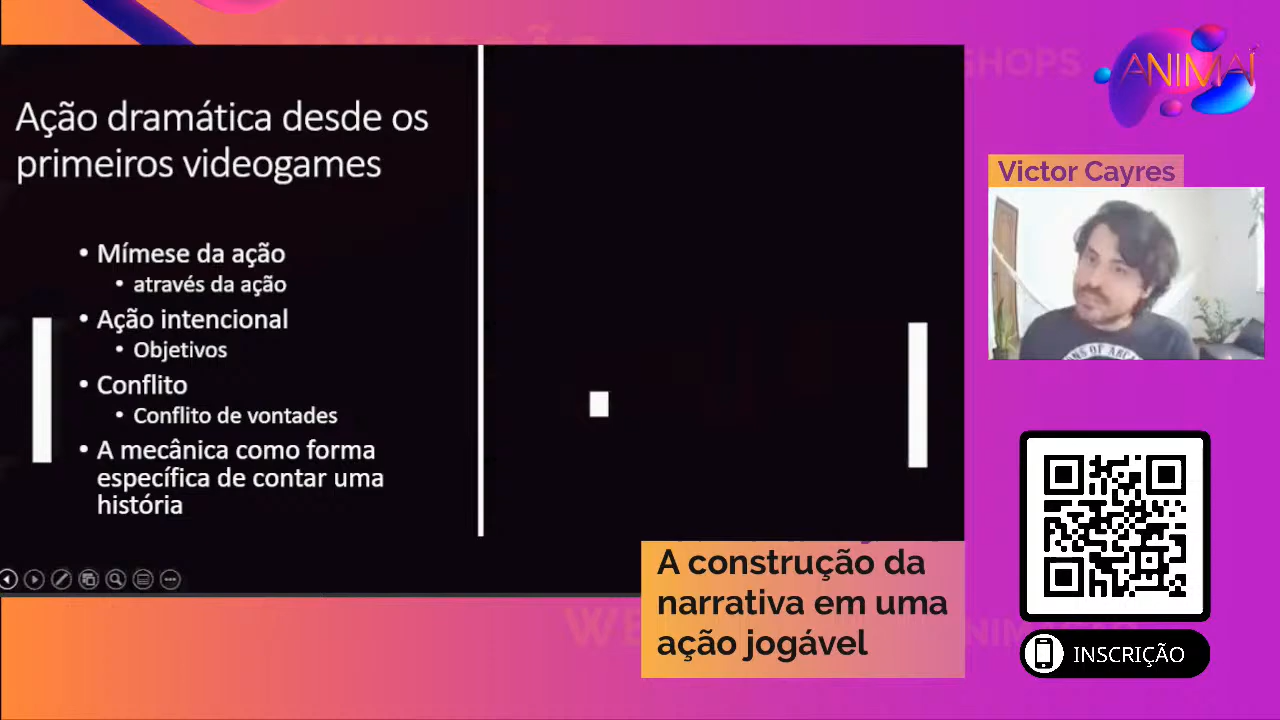 ANIMAÍ
SHOPS
Ação dramática desde os
primeiros videogames
• Mímese da ação
• através da ação
• Ação intencional
• Objetivos
• Conflito
• Conflito de vontades
• A mecânica como forma
específica de contar uma
história
Victor Cayres
A construção da
narrativa em uma
ação jogável
INSCRIÇÃO